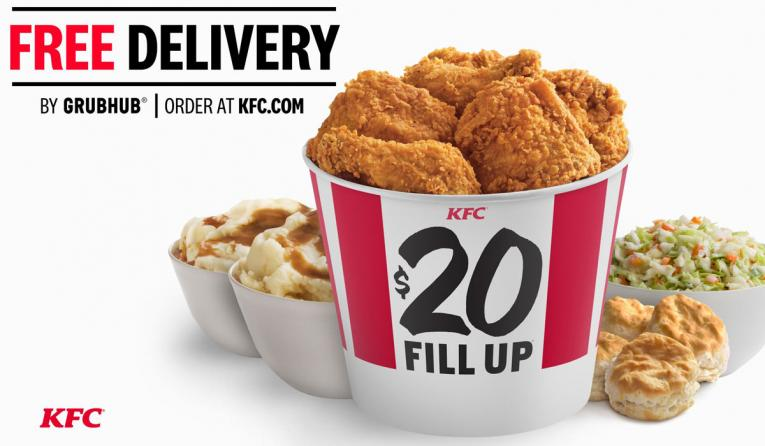 FREE DELIVERY
BY GRUBHUB® | ORDER AT KFC.COM
KFC
$20
FILL UP
KFC